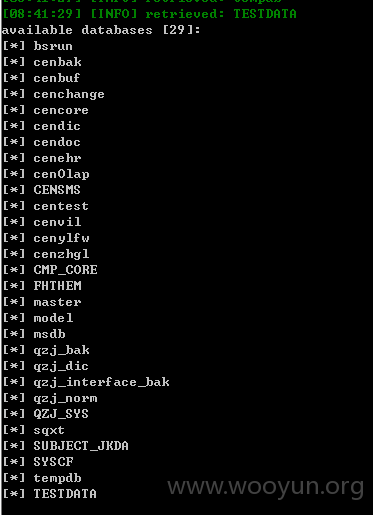 [08:41:29] [INFO] retrieved: TESTDATA
available databases [29]:
[*] bsrun
[*] cenbak
[*] cenbuf
[*] cenchange
[*] cencore
[*] cendic
[*] cendoc
[*] cenehr
[*] cenOlap
[*] CENSMS
[*] centest
[*] cenvil
[*] cenylfw
[*] cenzhgl
[*] CMP_CORE
[*] FHTHEM
[*] master
[*] model
[*] msdb
[*] qzj_bak
[*] qzj_dic
[*] qzj_interface_bak
[*] qzj_norm
[*] QZJ_SYS
[*] sqxt
[*] SUBJECT_JKDA
[*] SYSCF
[*] tempdb
[*] TESTDATA
www.wooyun.org